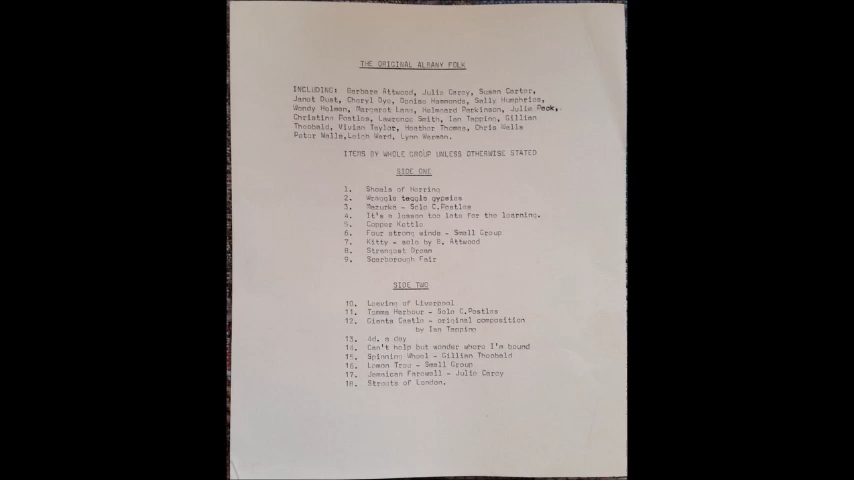 THE ORIGINAL ALBANY FOLK
INCLUDING: Barbara Attwood, Julie Carey, Susan Carter,
Janet Dust, Cheryl Dye, Denise Hammonds, Sally Humphries,
Wendy Holman, Margaret Lane, Parkinson, Julie Peck,
Christine Postles, Lawrence Smith, Ian Tapping, Gillian
Theobald, Vivian Taylor, Heather Thomas, Chris Walls
Peter Walls, Leigh Ward, Lynn Warman.
ITEMS BY WHOLE GROUP UNLESS OTHERWISE STATED
SIDE ONE
1. Shoals of Herring
2. Wraggle taggle gypsies
3. Mazurka - Solo C.Postles
4. It's a lesson too late for the learning.
5. Copper Kettle
6. Four strong winds - Small Group
7. Kitty - solo by B. Attwood
8. Strangest Dream
9. Scarborough Fair
SIDE TWO
10. Leaving of Liverpool
11. Harbour - Solo C.Postles
12. Giants Castle - original composition
by Ian Tapping
13. 4d. a day
14. Can't help but wonder where I'm bound
15. Spinning Wheel - Gillian Theobald
16. Lemon Tree - Small Group
17. Jamaican Farewell - Julie Carey
18. Streets of London.